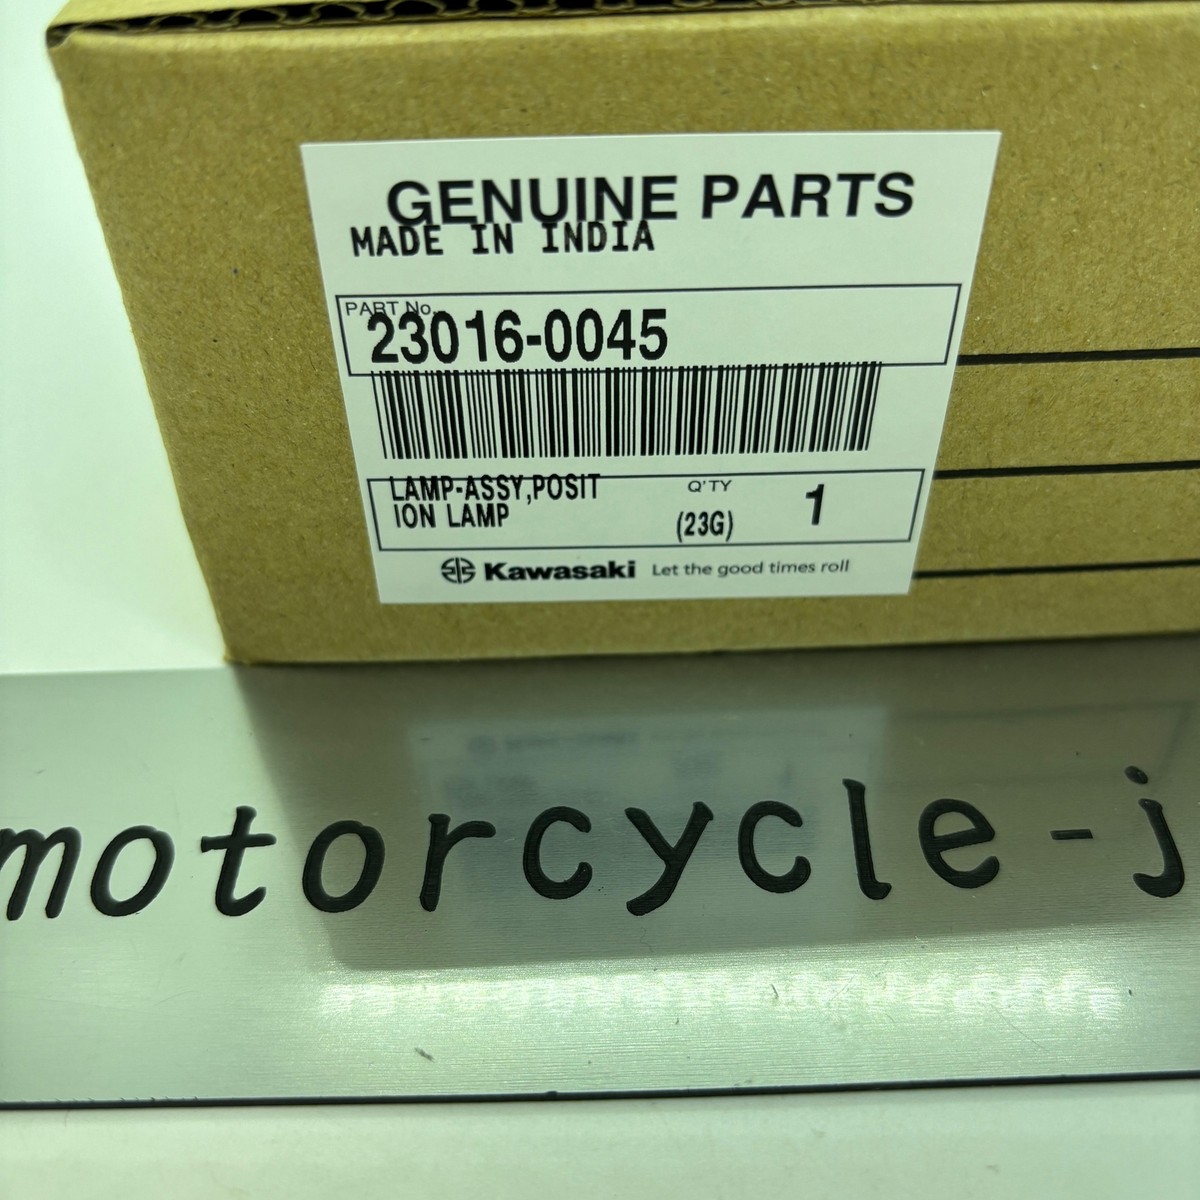 GENUINE PARTS
MADE IN INDIA
PART No.
23016-0045
LAMP-ASSY,POSIT
ION LAMP
Q'TY
(23G)
1
Kawasaki Let the good times roll
motorcycle-j